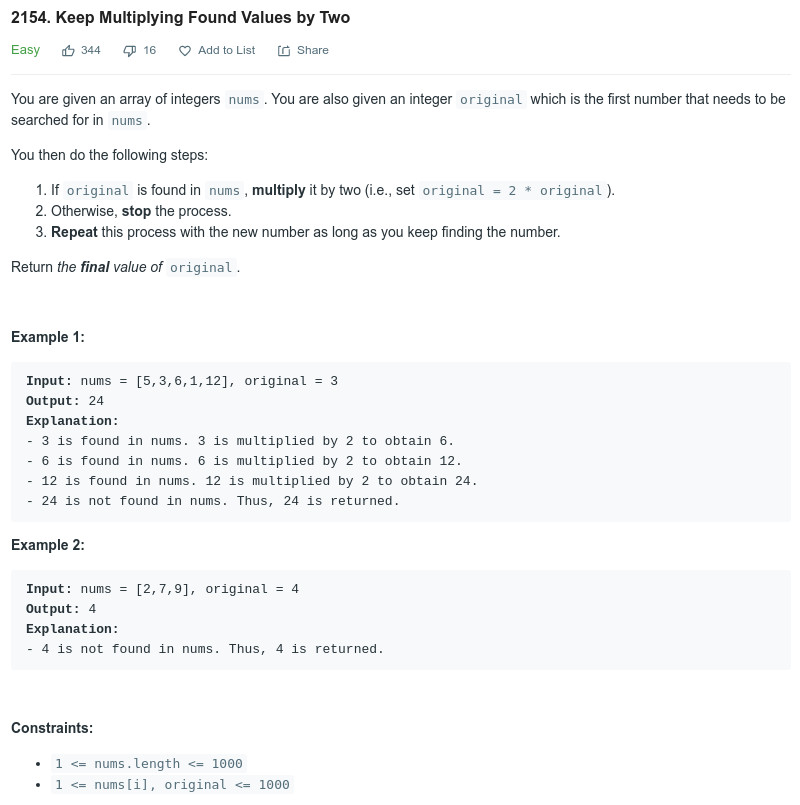 2154. Keep Multiplying Found Values by Two
Easy 344 16 Add to List Share
You are given an array of integers nums . You are also given an integer original which is the first number that needs to be
searched for in nums .
You then do the following steps:
1. If original is found in nums , multiply it by two (i.e., set original = 2 * original ).
2. Otherwise, stop the process.
3. Repeat this process with the new number as long as you keep finding the number.
Return the final value of original .
Example 1:
Input: nums = [5,3,6,1,12], original = 3
Output: 24
Explanation:
- 3 is found in nums. 3 is multiplied by 2 to obtain 6.
- 6 is found in nums. 6 is multiplied by 2 to obtain 12.
- 12 is found in nums. 12 is multiplied by 2 to obtain 24.
- 24 is not found in nums. Thus, 24 is returned.
Example 2:
Input: nums = [2,7,9], original = 4
Output: 4
Explanation:
- 4 is not found in nums. Thus, 4 is returned.
Constraints:
• 1 <= nums.length <= 1000
• 1 <= nums[i], original <= 1000